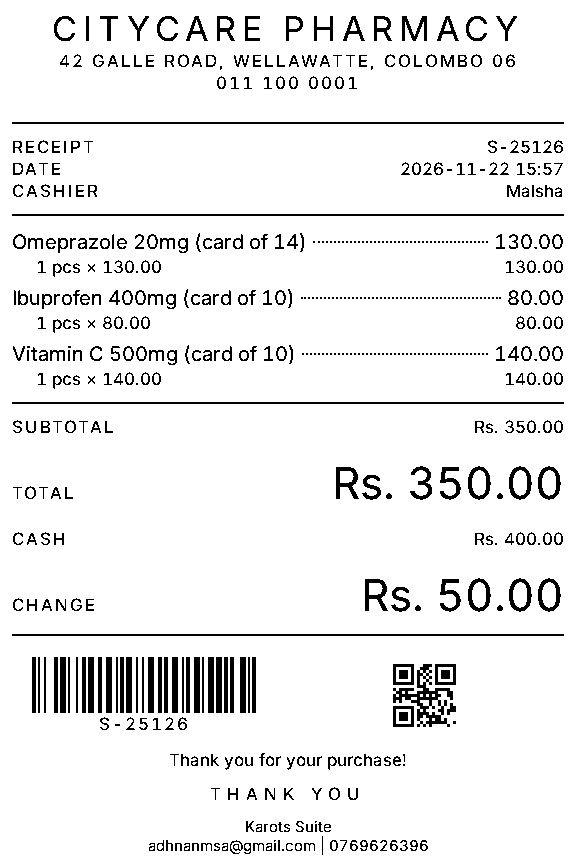 CITYCARE PHARMACY
42 GALLE ROAD, WELLAWATTE, COLOMBO 06
011 100 0001
RECEIPT S-25126
DATE 2026-11-22 15:57
CASHIER Malsha
Omeprazole 20mg (card of 14) 130.00
1 pcs × 130.00 130.00
Ibuprofen 400mg (card of 10) 80.00
1 pcs × 80.00 80.00
Vitamin C 500mg (card of 10) 140.00
1 pcs × 140.00 140.00
SUBTOTAL Rs. 350.00
TOTAL Rs. 350.00
CASH Rs. 400.00
CHANGE Rs. 50.00
S-25126
Thank you for your purchase!
THANK YOU
Karots Suite
adhnanmsa@gmail.com | 0769626396